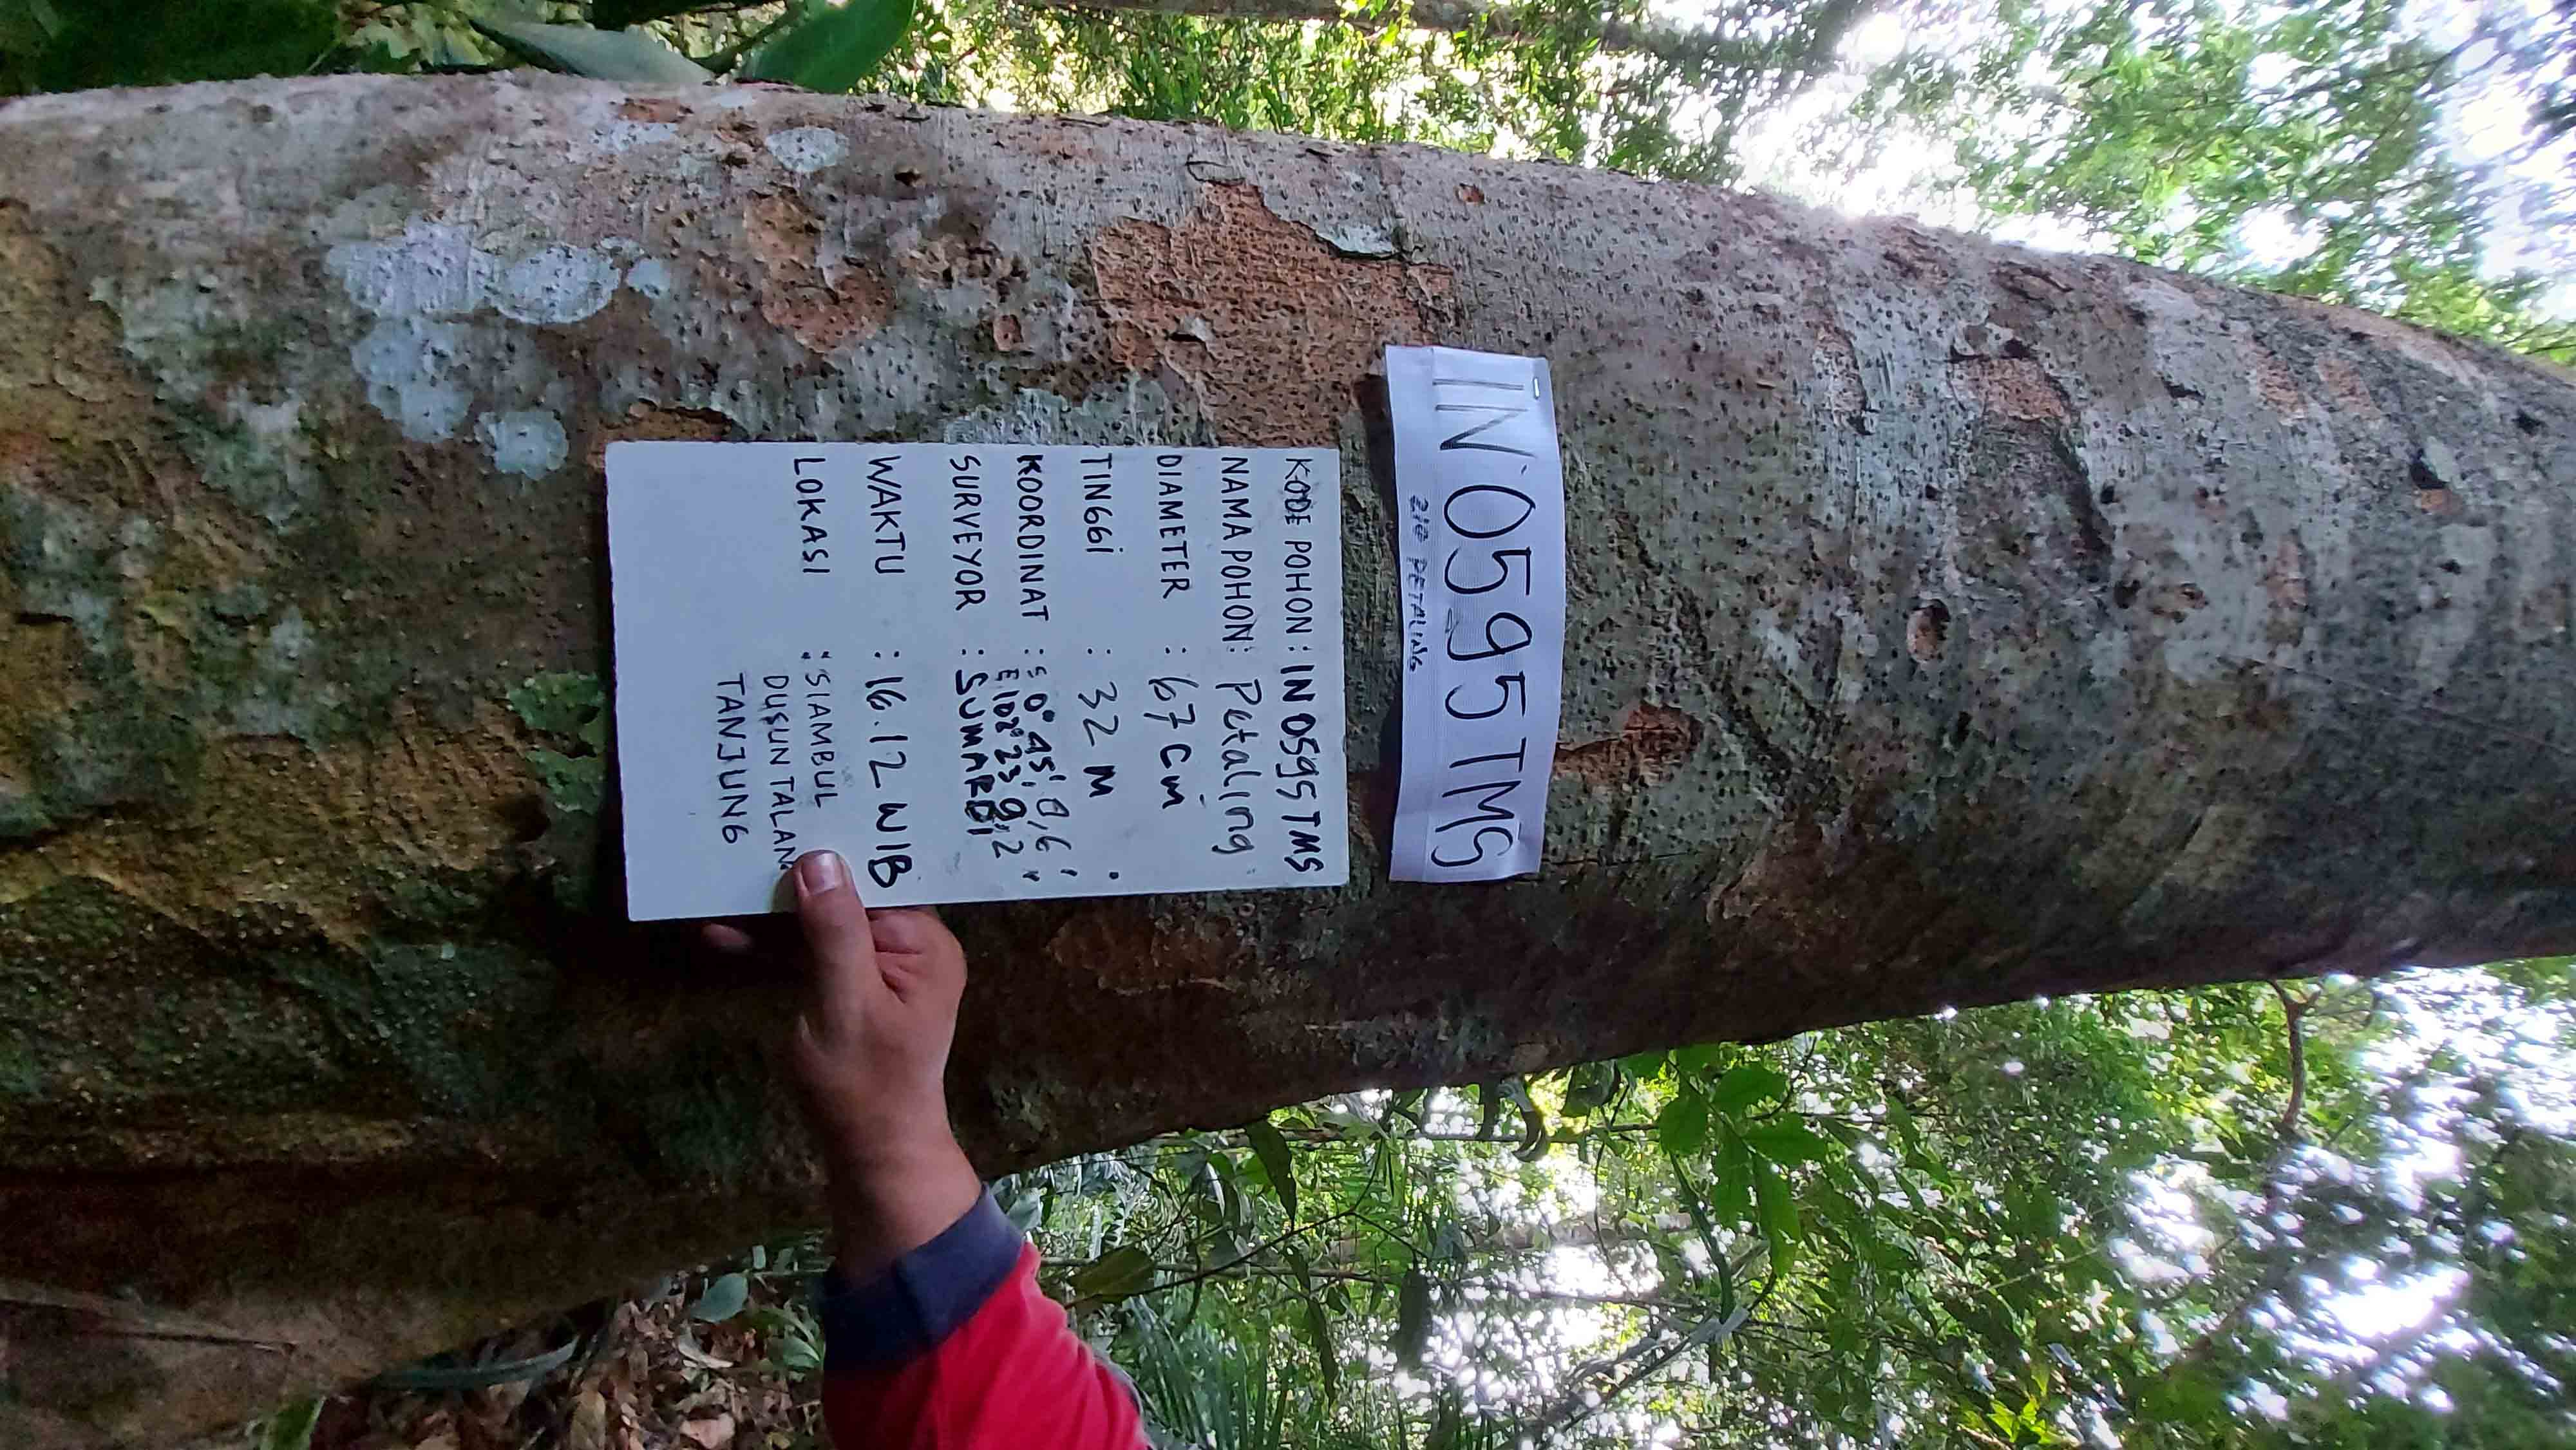 IN 0595 TMS
210 PETALING
KODE POHON : IN 0595 TMS
NAMA POHON : Petaling
DIAMETER : 67 Cm
TINGGI : 32 M
KOORDINAT : S 0° 45' 0,6"
E 102° 23 9,2
SURVEYOR : SUMARDI
WAKTU : 16.12 WIB
LOKASI : SIAMBUL
DUSUN TALAN
TANJUNG